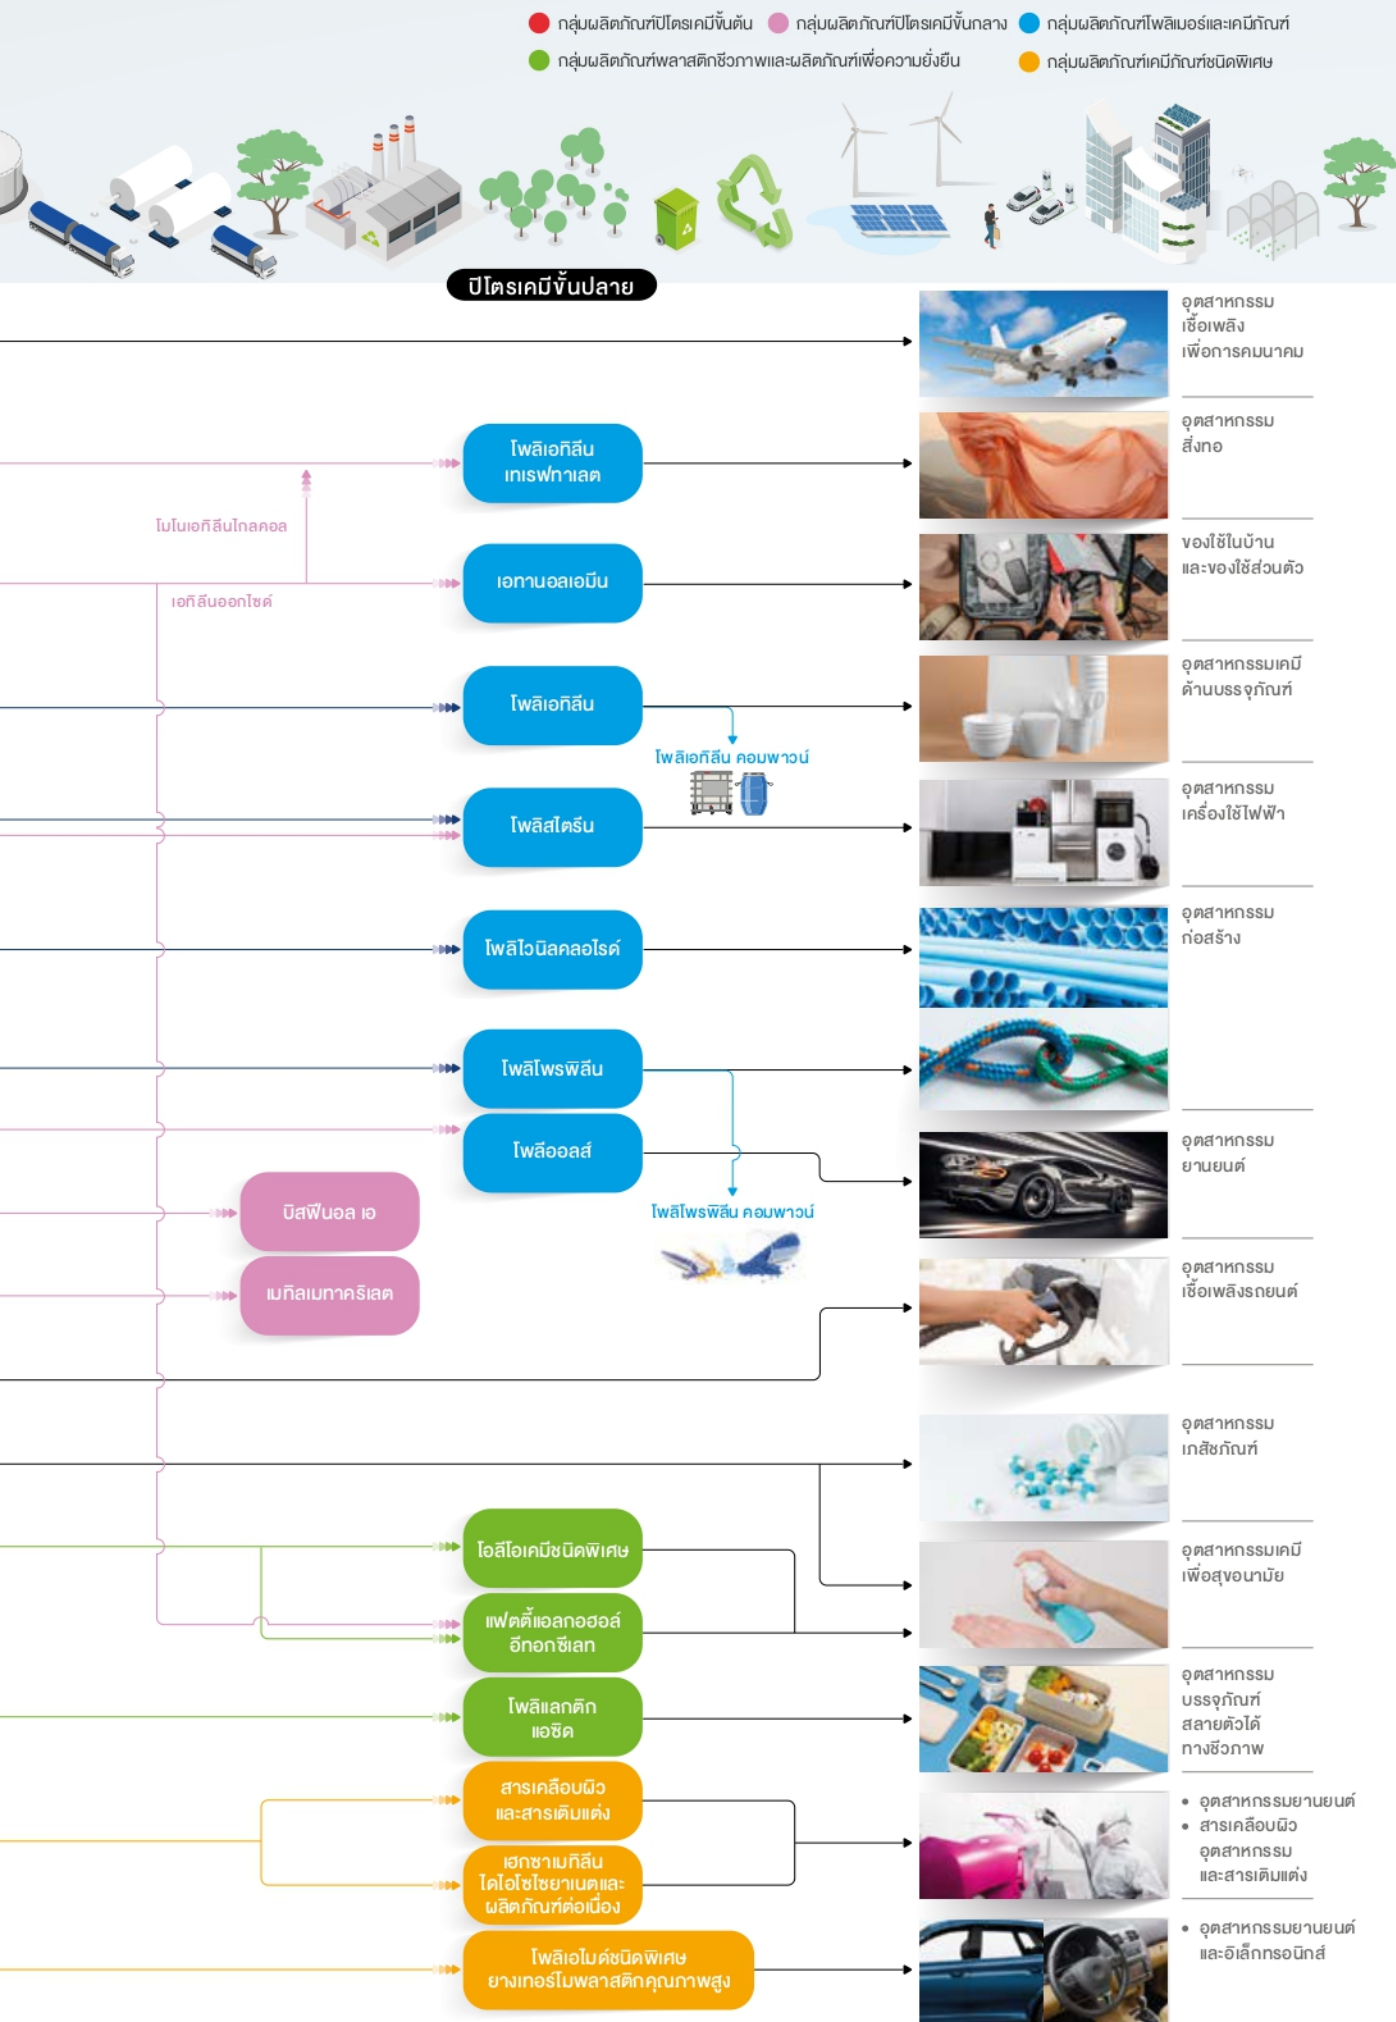 กลุ่มผลิตภัณฑ์ปิโตรเคมีขั้นต้น
กลุ่มผลิตภัณฑ์ปิโตรเคมีขั้นกลาง
กลุ่มผลิตภัณฑ์โพลิเมอร์และเคมีภัณฑ์
กลุ่มผลิตภัณฑ์พลาสติกชีวภาพและผลิตภัณฑ์เพื่อความยั่งยืน
กลุ่มผลิตภัณฑ์เคมีภัณฑ์ชนิดพิเศษ
ปิโตรเคมีขั้นปลาย
อุตสาหกรรม
เชื้อเพลิง
เพื่อการคมนาคม
โพลิเอทิลีน
เทเรฟทาเลต
อุตสาหกรรม
สิ่งทอ
โมโนเอทิลีนไกลคอล
เอทานอลเอมีน
ของใช้ในบ้าน
และของใช้ส่วนตัว
เอทิลีนออกไซด์
โพลิเอทิลีน
อุตสาหกรรมเคมี
ด้านบรรจุภัณฑ์
โพลิเอทิลีน คอมพาวน์
โพลิสไตรีน
อุตสาหกรรม
เครื่องใช้ไฟฟ้า
โพลิไวนิลคลอไรด์
อุตสาหกรรม
ก่อสร้าง
โพลิโพรพิลีน
โพลีออลส์
อุตสาหกรรม
ยานยนต์
บิสฟีนอล เอ
โพลิโพรพิลีน คอมพาวน์
เมทิลเมทาคริเลต
อุตสาหกรรม
เชื้อเพลิงรถยนต์
อุตสาหกรรม
เภสัชภัณฑ์
โอลีโอเคมีชนิดพิเศษ
อุตสาหกรรมเคมี
เพื่อสุขอนามัย
แฟตตี้แอลกอฮอล์
อีทอกซีเลท
โพลิแลกติก
แอซิด
อุตสาหกรรม
บรรจุภัณฑ์
สลายตัวได้
ทางชีวภาพ
สารเคลือบผิว
และสารเติมแต่ง
เฮกซาเมทิลีน
ไดไอโซไซยาเนตและ
ผลิตภัณฑ์ต่อเนื่อง
• อุตสาหกรรมยานยนต์
• สารเคลือบผิว
อุตสาหกรรม
และสารเติมแต่ง
โพลิเอไมด์ชนิดพิเศษ
ยางเทอร์โมพลาสติกคุณภาพสูง
• อุตสาหกรรมยานยนต์
และอิเล็กทรอนิกส์